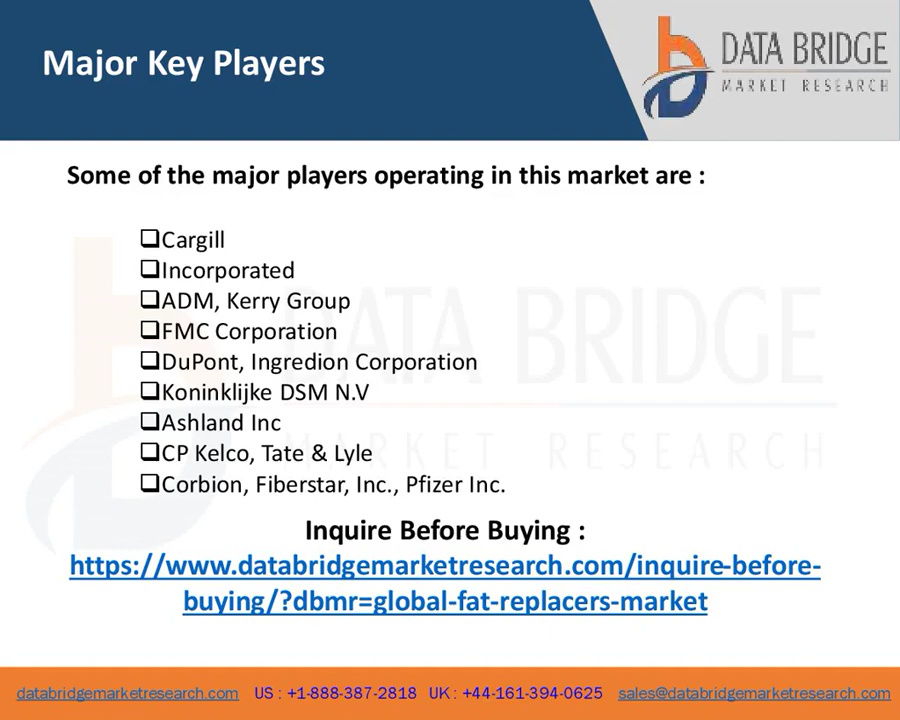 Major Key Players
DATA BRIDGE
MARKET RESEARCH
Some of the major players operating in this market are :
❑Cargill
❑Incorporated
❑ADM, Kerry Group
❑FMC Corporation
❑DuPont, Ingredion Corporation
❑Koninklijke DSM N.V
❑Ashland Inc
❑CP Kelco, Tate & Lyle
❑Corbion, Fiberstar, Inc., Pfizer Inc.
DATA BRIDGE
MARKET RESEARCH
Inquire Before Buying :
https://www.databridgemarketresearch.com/inquire-before-
buying/?dbmr=global-fat-replacers-market
databridgemarketresearch.com US : +1-888-387-2818 UK : +44-161-394-0625 sales@databridgemarketresearch.com